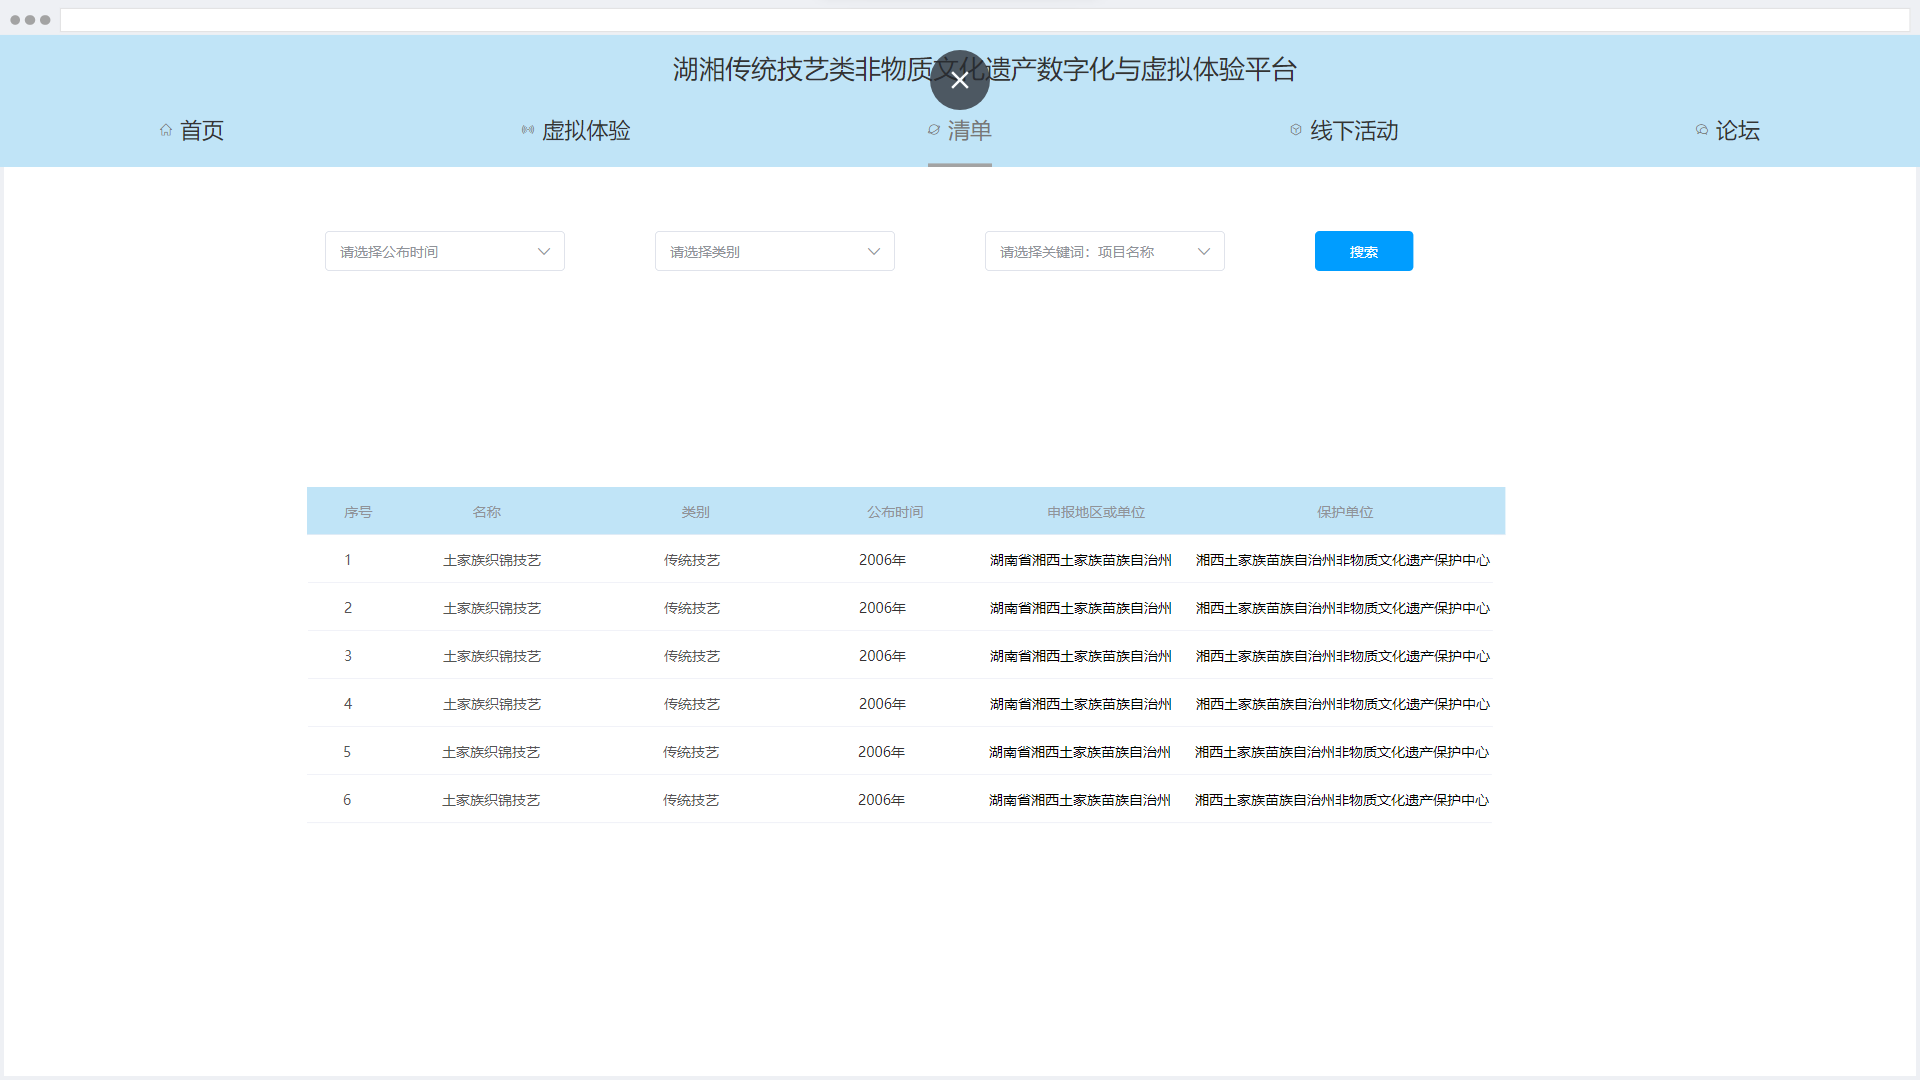 湖湘传统技艺类非物质文化遗产数字化与虚拟体验平台
首页 虚拟体验 清单 线下活动 论坛
请选择公布时间 请选择类别 请选择关键词：项目名称 搜索
序号 名称 类别 公布时间 申报地区或单位 保护单位
1 土家族织锦技艺 传统技艺 2006年 湖南省湘西土家族苗族自治州 湘西土家族苗族自治州非物质文化遗产保护中心
2 土家族织锦技艺 传统技艺 2006年 湖南省湘西土家族苗族自治州 湘西土家族苗族自治州非物质文化遗产保护中心
3 土家族织锦技艺 传统技艺 2006年 湖南省湘西土家族苗族自治州 湘西土家族苗族自治州非物质文化遗产保护中心
4 土家族织锦技艺 传统技艺 2006年 湖南省湘西土家族苗族自治州 湘西土家族苗族自治州非物质文化遗产保护中心
5 土家族织锦技艺 传统技艺 2006年 湖南省湘西土家族苗族自治州 湘西土家族苗族自治州非物质文化遗产保护中心
6 土家族织锦技艺 传统技艺 2006年 湖南省湘西土家族苗族自治州 湘西土家族苗族自治州非物质文化遗产保护中心